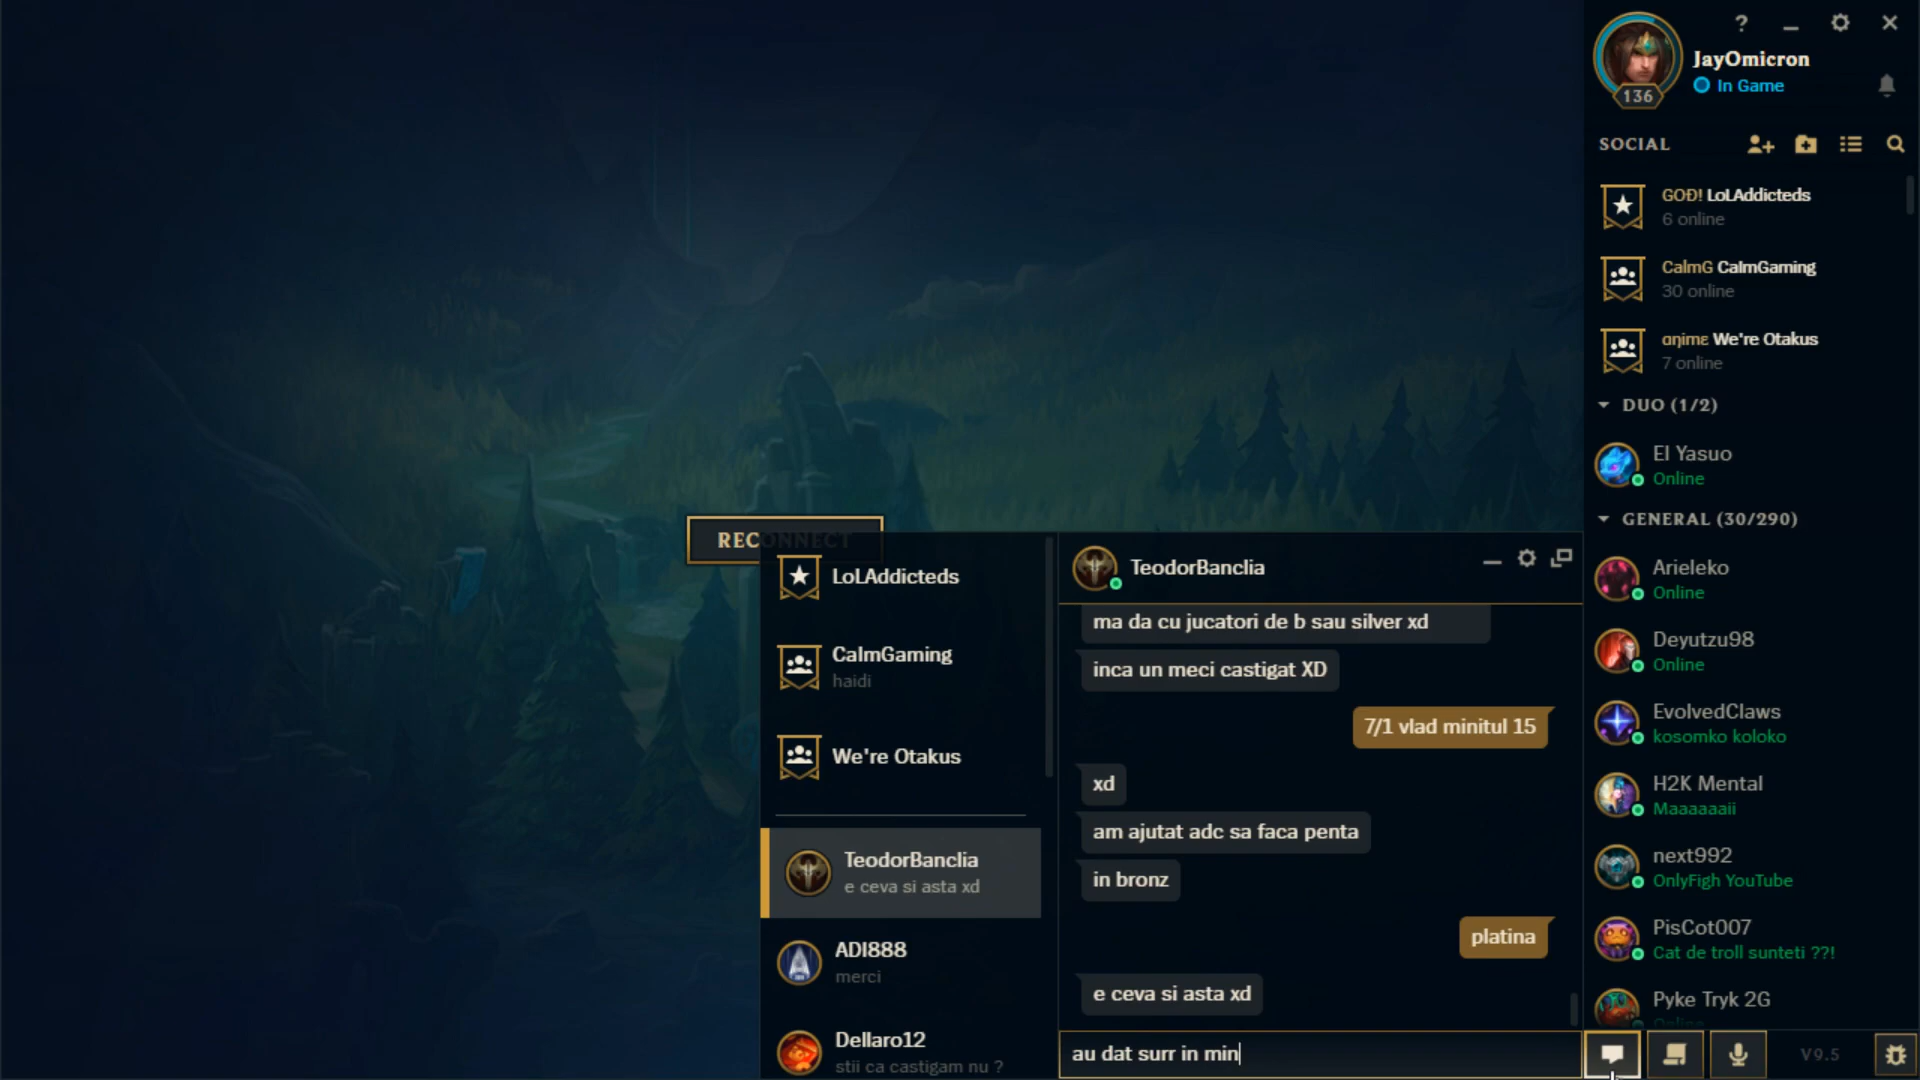 ?
JayOmicron
136
In Game
SOCIAL
GOĐ! LoLAddicteds
6 online
CalmG CalmGaming
30 online
αηimε We're Otakus
7 online
DUO (1/2)
El Yasuo
Online
GENERAL (30/290)
Arieleko
Online
Deyutzu98
Online
EvolvedClaws
kosomko koloko
H2K Mental
Maaaaaaii
next992
OnlyFigh YouTube
PisCot007
Cat de troll sunteti ??!
Pyke Tryk 2G
Online
V9.5
RECONNECT
LoLAddicteds
CalmGaming
haidi
We're Otakus
TeodorBanclia
e ceva si asta xd
ADI888
merci
Dellaro12
stii ca castigam nu ?
TeodorBanclia
ma da cu jucatori de b sau silver xd
inca un meci castigat XD
7/1 vlad minitul 15
xd
am ajutat adc sa faca penta
in bronz
platina
e ceva si asta xd
au dat surr in min